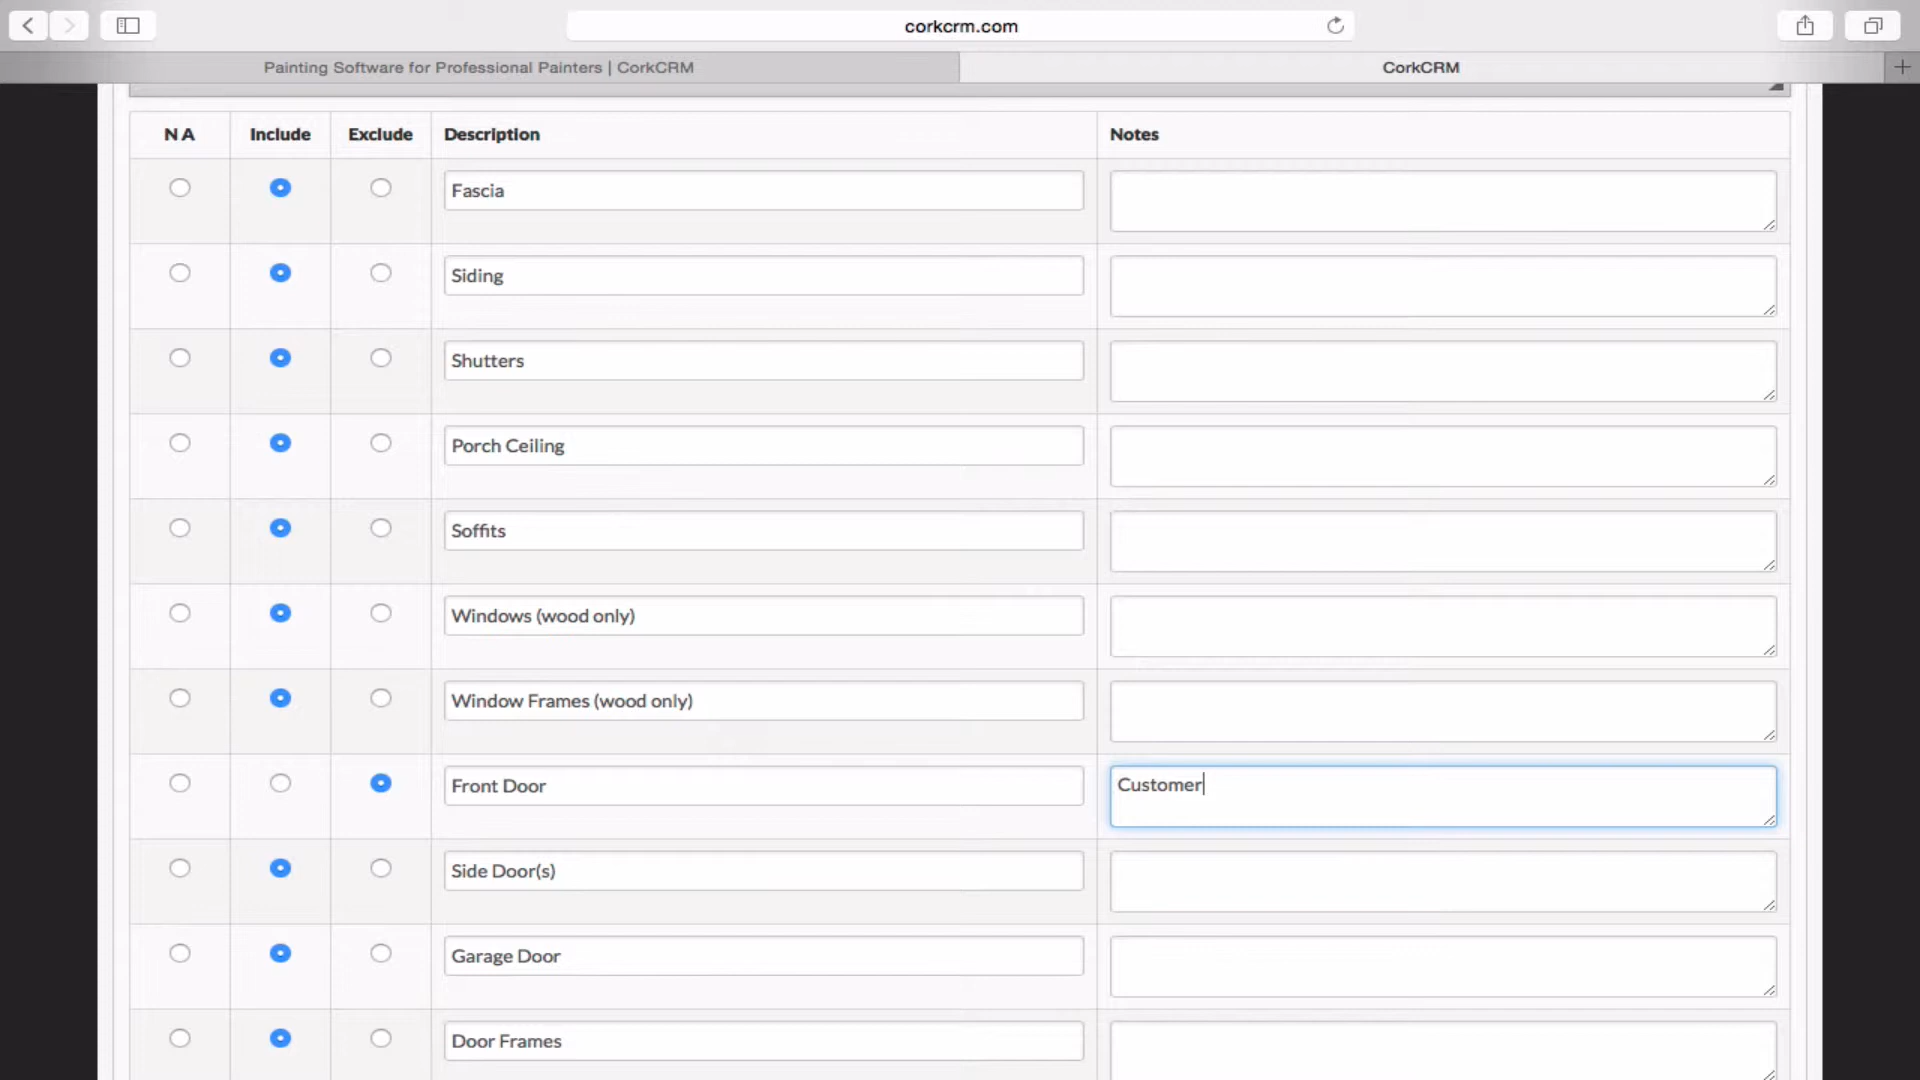 corkcrm.com
Painting Software for Professional Painters | CorkCRM
CorkCRM
N A
Include
Exclude
Description
Notes
Fascia
Siding
Shutters
Porch Ceiling
Soffits
Windows (wood only)
Window Frames (wood only)
Front Door
Customer
Side Door(s)
Garage Door
Door Frames